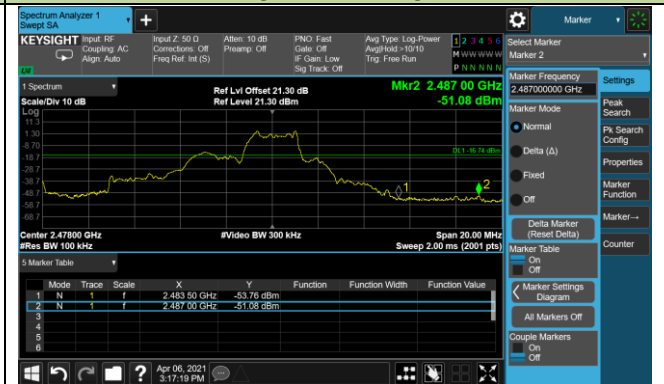 Spectrum Analyzer 1
Swept SA
+
Marker
KEYSIGHT
Input: RF
Coupling: AC
Align: Auto
Input Z: 50 Ω
Corrections: Off
Freq Ref: Int (S)
Atten: 10 dB
Preamp: Off
PNO: Fast
Gate: Off
IF Gain: Low
Sig Track: Off
Avg Type: Log-Power
Avg|Hold:>10/10
Trig: Free Run
1 2 3 4 5 6
M W W W W W
P N N N N N
LXI
Select Marker
Marker 2
1 Spectrum
Scale/Div 10 dB
Log
Ref Lvl Offset 21.30 dB
Ref Level 21.30 dBm
Mkr2 2.487 00 GHz
-51.08 dBm
11.3
1.30
-8.70
-18.7
-28.7
-38.7
-48.7
-58.7
-68.7
DL1 -16.74 dBm
1
2
Center 2.47800 GHz
#Res BW 100 kHz
#Video BW 300 kHz
Span 20.00 MHz
Sweep 2.00 ms (2001 pts)
5 Marker Table
Mode Trace Scale X Y Function Function Width Function Value
1 N 1 f 2.483 50 GHz -53.76 dBm
2 N 1 f 2.487 00 GHz -51.08 dBm
3
4
5
6
Marker Frequency
2.487000000 GHz
Marker Mode
Normal
Delta (Δ)
Fixed
Off
Delta Marker
(Reset Delta)
Marker Table
On
Off
Marker Settings
Diagram
All Markers Off
Couple Markers
On
Off
Settings
Peak
Search
Pk Search
Config
Properties
Marker
Function
Marker→
Counter
?
Apr 06, 2021
3:17:19 PM